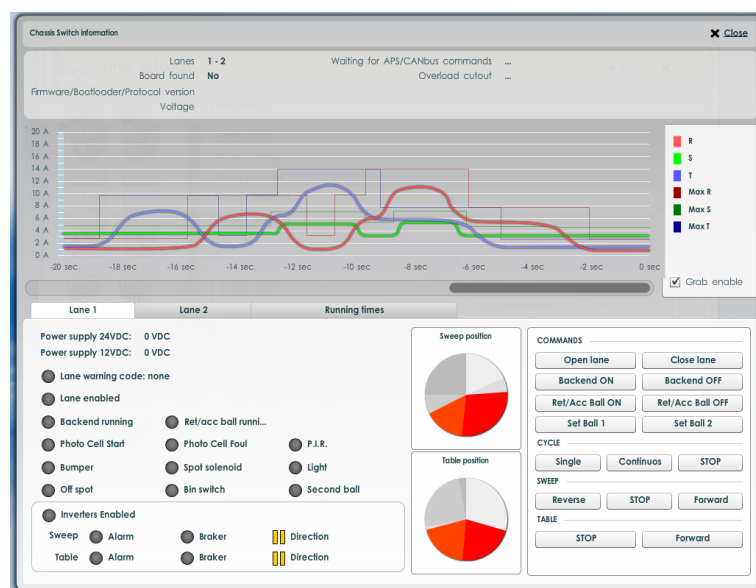 Chassis Switch information
Close
Lanes 1 - 2 Waiting for APS/CANbus commands ...
Board found No Overload cutout ...
Firmware/Bootloader/Protocol version
Voltage
20 A
18 A
16 A
14 A
12 A
10 A
8 A
6 A
4 A
2 A
0 A
-20 sec -18 sec -16 sec -14 sec -12 sec -10 sec -8 sec -6 sec -4 sec -2 sec 0 sec
R
S
T
Max R
Max S
Max T
Grab enable
Lane 1 Lane 2 Running times
Power supply 24VDC: 0 VDC
Power supply 12VDC: 0 VDC
Lane warning code: none
Lane enabled
Backend running Ret/acc ball runni...
Photo Cell Start Photo Cell Foul P.I.R.
Bumper Spot solenoid Light
Off spot Bin switch Second ball
Inverters Enabled
Sweep Alarm Braker Direction
Table Alarm Braker Direction
Sweep position
Table position
COMMANDS
Open lane Close lane
Backend ON Backend OFF
Ret/Acc Ball ON Ret/Acc Ball OFF
Set Ball 1 Set Ball 2
CYCLE
Single Continuos STOP
SWEEP
Reverse STOP Forward
TABLE
STOP Forward